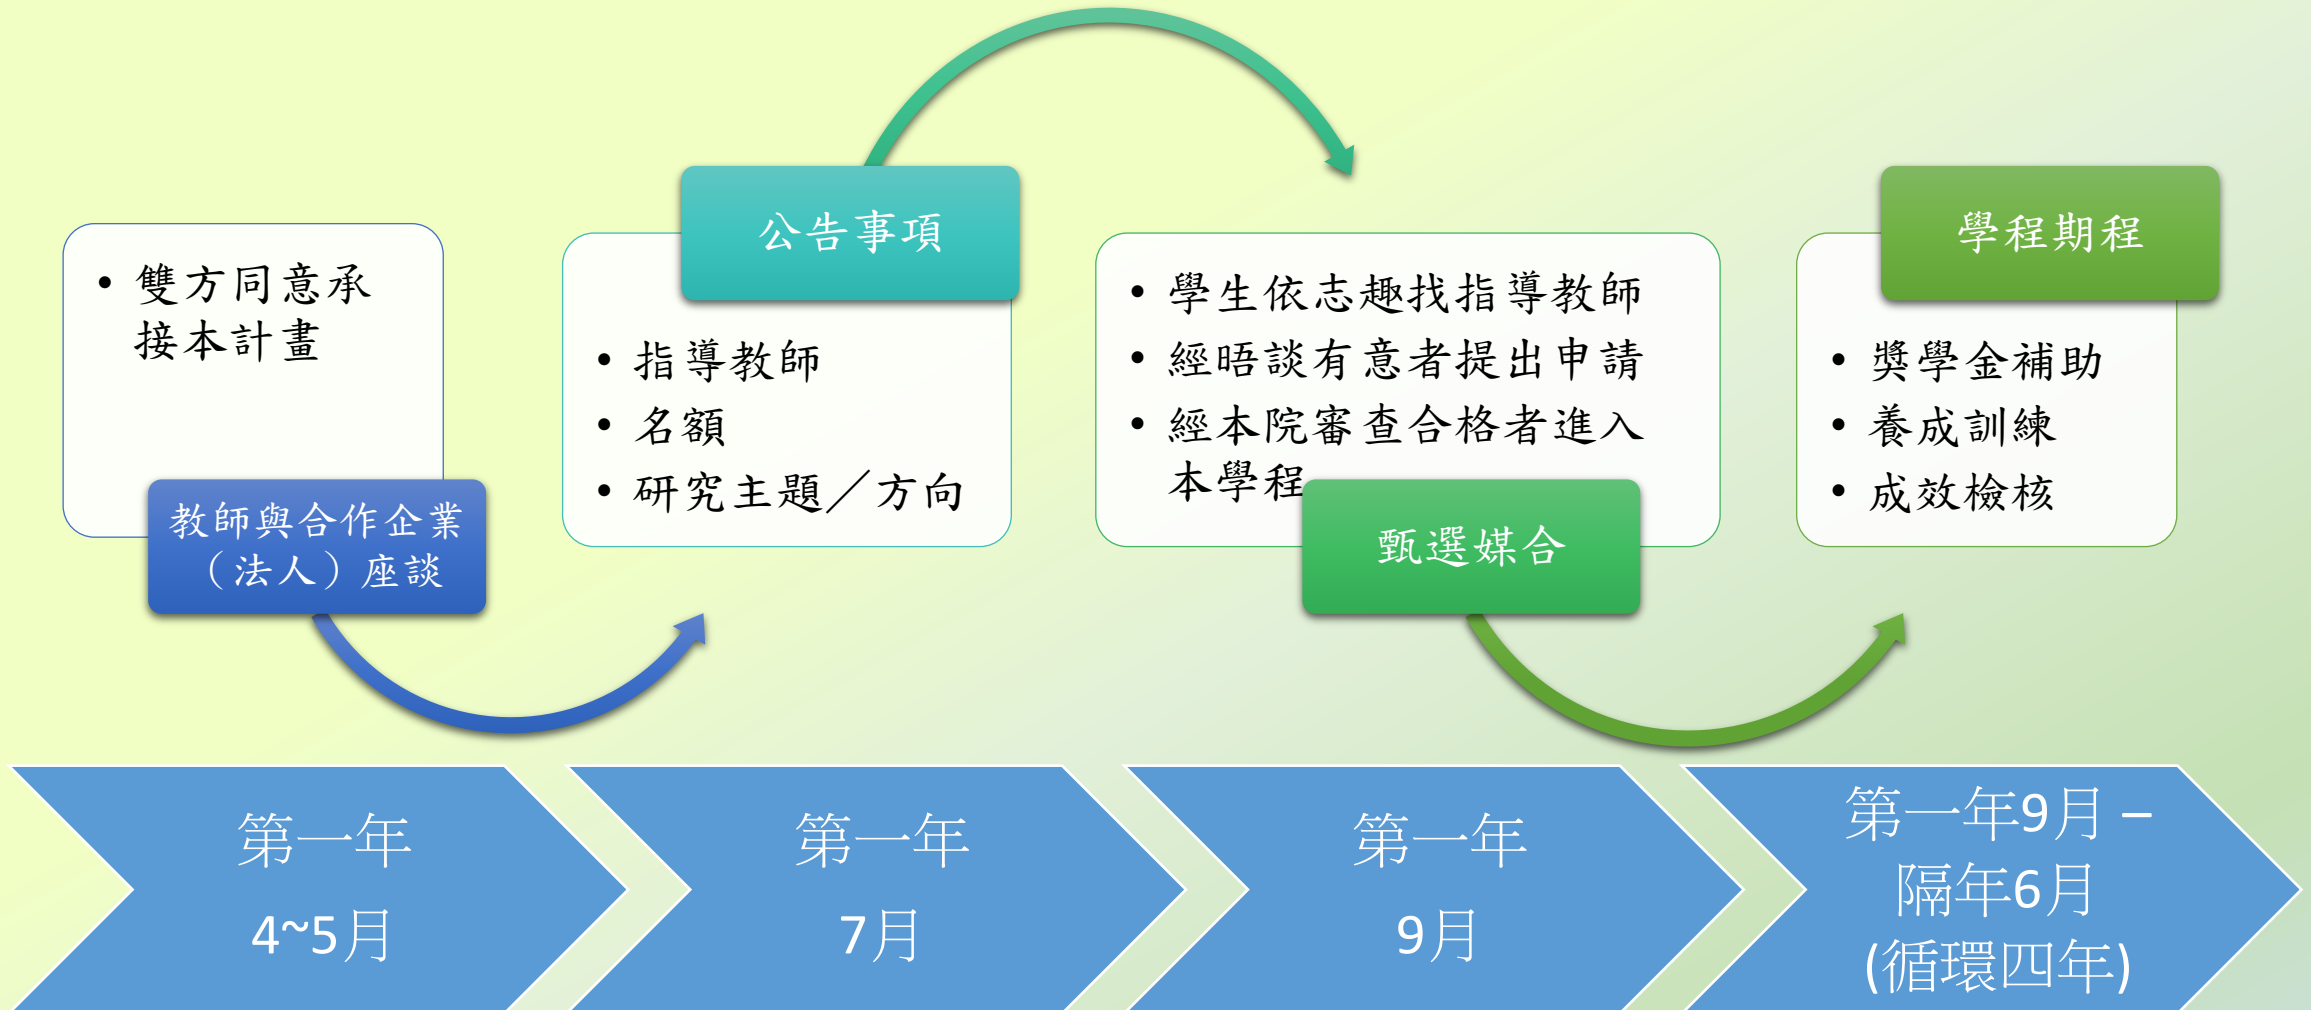 雙方同意承
接本計畫
教師與合作企業
（法人）座談
公告事項
指導教師
名額
研究主題／方向
學生依志趣找指導教師
經晤談有意者提出申請
經本院審查合格者進入
本學程
甄選媒合
學程期程
獎學金補助
養成訓練
成效檢核
第一年
4~5月
第一年
7月
第一年
9月
第一年9月 –
隔年6月
(循環四年)